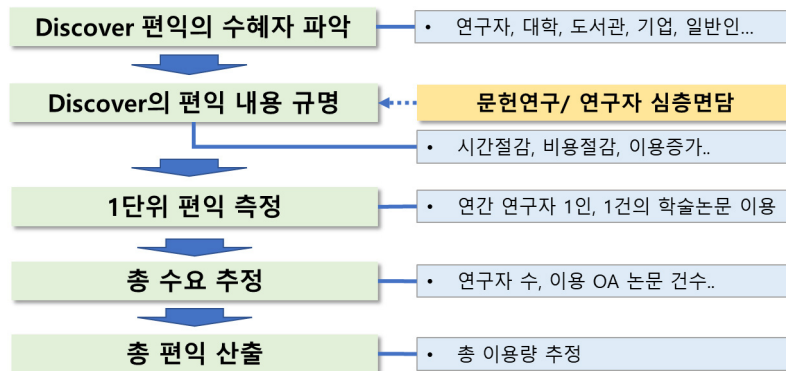 Discover 편익의 수혜자 파악
• 연구자, 대학, 도서관, 기업, 일반인...
Discover의 편익 내용 규명
문헌연구/ 연구자 심층면담
• 시간절감, 비용절감, 이용증가..
1단위 편익 측정
• 연간 연구자 1인, 1건의 학술논문 이용
총 수요 추정
• 연구자 수, 이용 OA 논문 건수..
총 편익 산출
• 총 이용량 추정